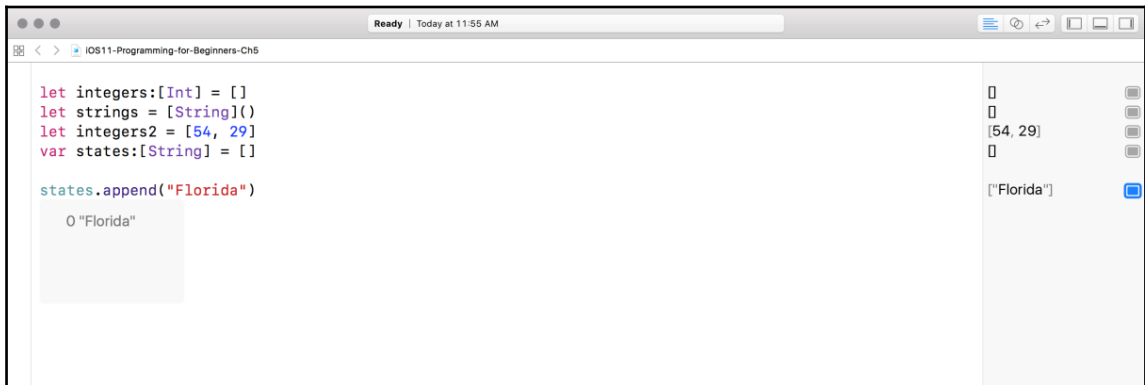 Ready | Today at 11:55 AM
iOS11-Programming-for-Beginners-Ch5
let integers:[Int] = [] []
let strings = [String]() []
let integers2 = [54, 29] [54, 29]
var states:[String] = [] []
states.append("Florida") ["Florida"]
0 "Florida"